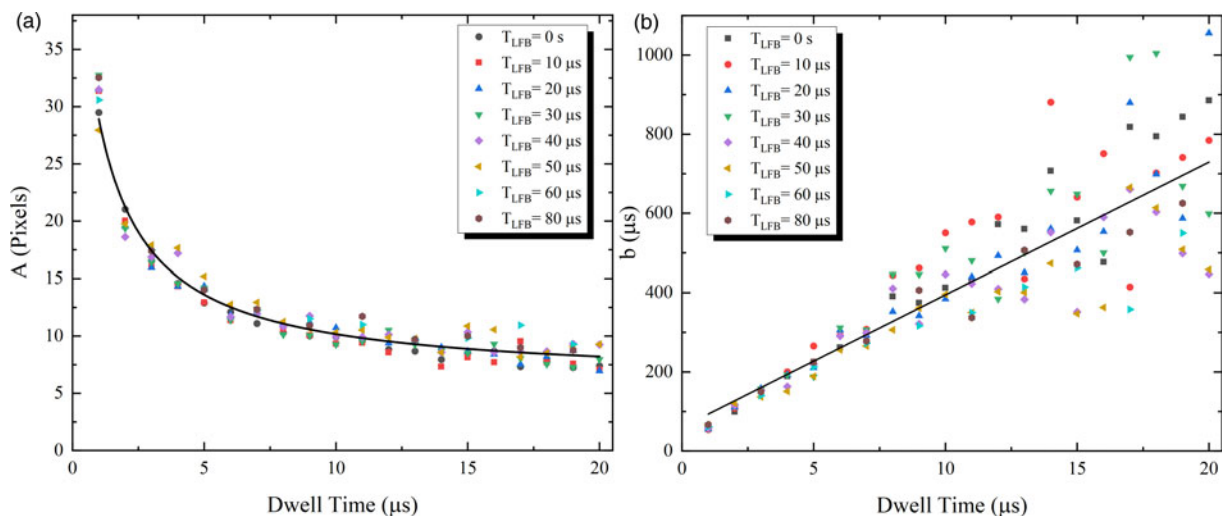 (a)
35
30
25
20
15
10
5
0
A (Pixels)
0 5 10 15 20
Dwell Time (μs)
T_LFB= 0 s
T_LFB= 10 μs
T_LFB= 20 μs
T_LFB= 30 μs
T_LFB= 40 μs
T_LFB= 50 μs
T_LFB= 60 μs
T_LFB= 80 μs
(b)
1000
800
600
400
200
0
b (μs)
0 5 10 15 20
Dwell Time (μs)
T_LFB= 0 s
T_LFB= 10 μs
T_LFB= 20 μs
T_LFB= 30 μs
T_LFB= 40 μs
T_LFB= 50 μs
T_LFB= 60 μs
T_LFB= 80 μs